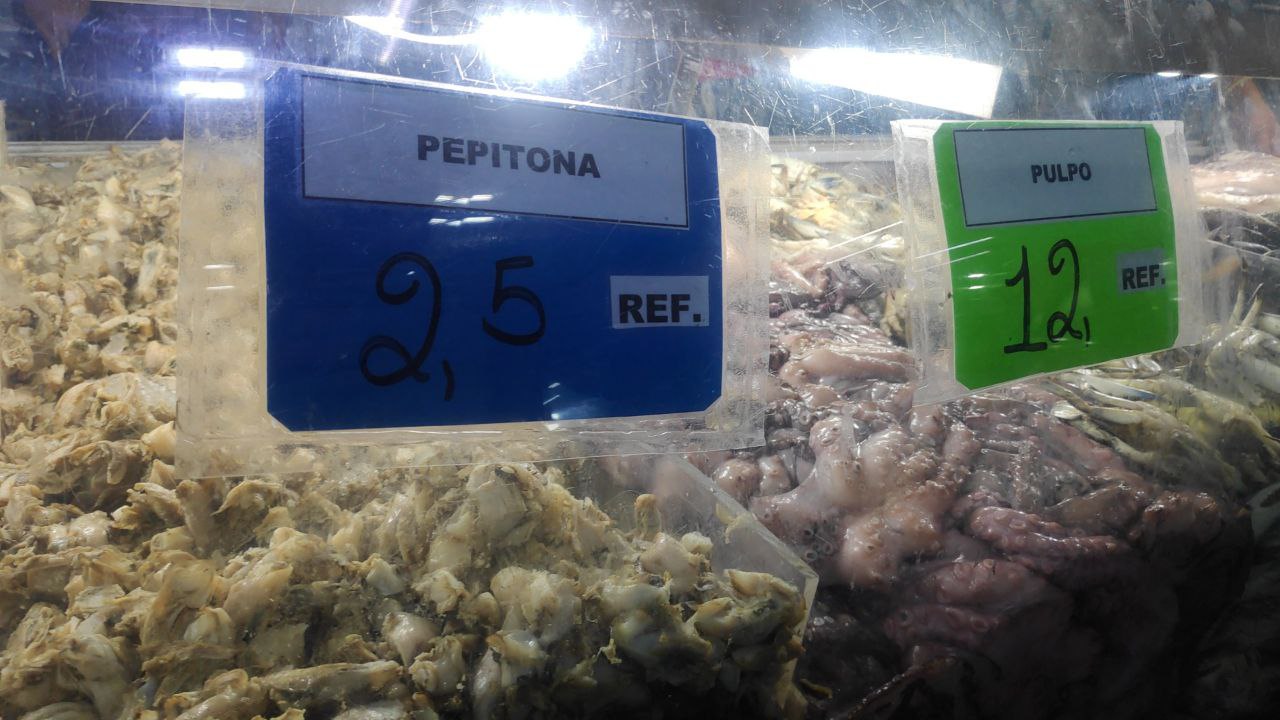 PEPITONA
2,5
REF.
PULPO
12,
REF.